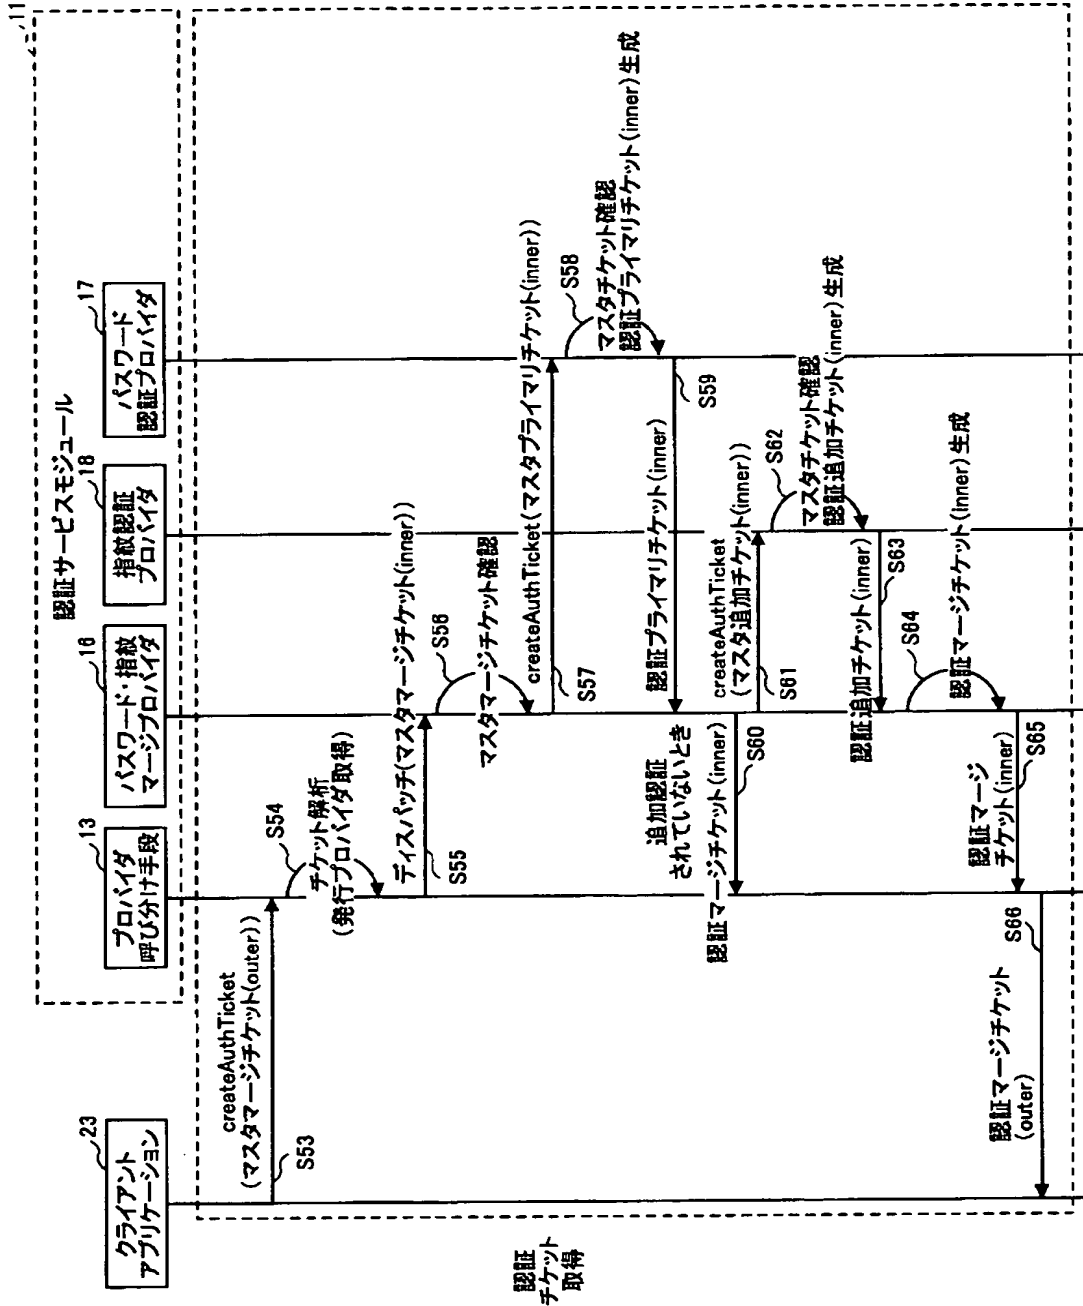 11
認証サービスモジュール
23
クライアント
アプリケーション
13
プロバイダ
呼び分け手段
16
パスワード・指紋
マージプロバイダ
18
指紋認証
プロバイダ
17
パスワード
認証プロバイダ
認証
チケット
取得
createAuthTicket
(マスタマージチケット(outer))
S53
S54
チケット解析
(発行プロバイダ取得)
ディスパッチ(マスタマージチケット(inner))
S55
S56
マスタマージチケット確認
createAuthTicket(マスタプライマリチケット(inner))
S57
S58
マスタチケット確認
認証プライマリチケット(inner)生成
認証プライマリチケット(inner)
S59
追加認証
されていないとき
認証マージチケット(inner)
S60
createAuthTicket
(マスタ追加チケット(inner))
S61
S62
マスタチケット確認
認証追加チケット(inner)生成
認証追加チケット(inner)
S63
S64
認証マージチケット(inner)生成
認証マージ
チケット(inner)
S65
認証マージチケット
(outer)
S66